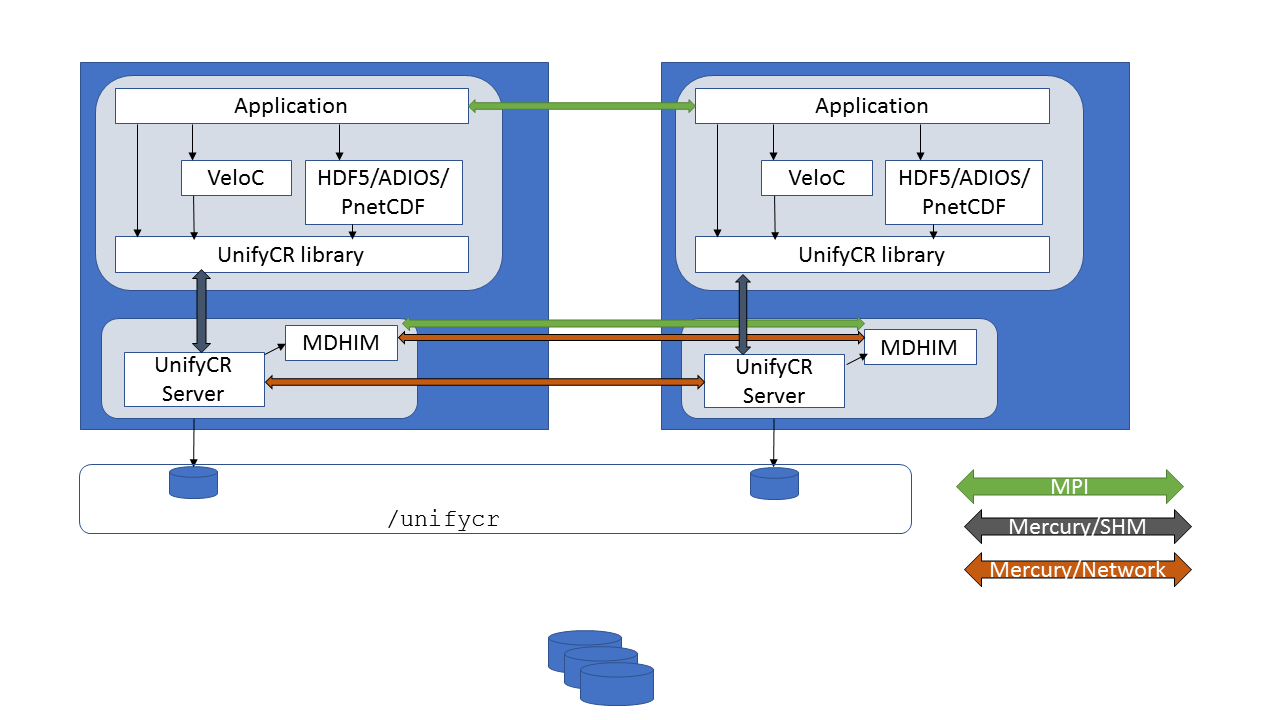 Application
VeloC
HDF5/ADIOS/
PnetCDF
UnifyCR library
MDHIM
UnifyCR
Server
Application
VeloC
HDF5/ADIOS/
PnetCDF
UnifyCR library
MDHIM
UnifyCR
Server
/unifycr
MPI
Mercury/SHM
Mercury/Network